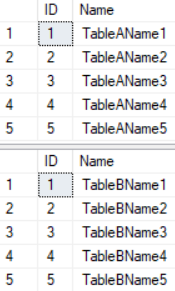 ID Name
1 1 TableAName1
2 2 TableAName2
3 3 TableAName3
4 4 TableAName4
5 5 TableAName5
ID Name
1 1 TableBName1
2 2 TableBName2
3 3 TableBName3
4 4 TableBName4
5 5 TableBName5